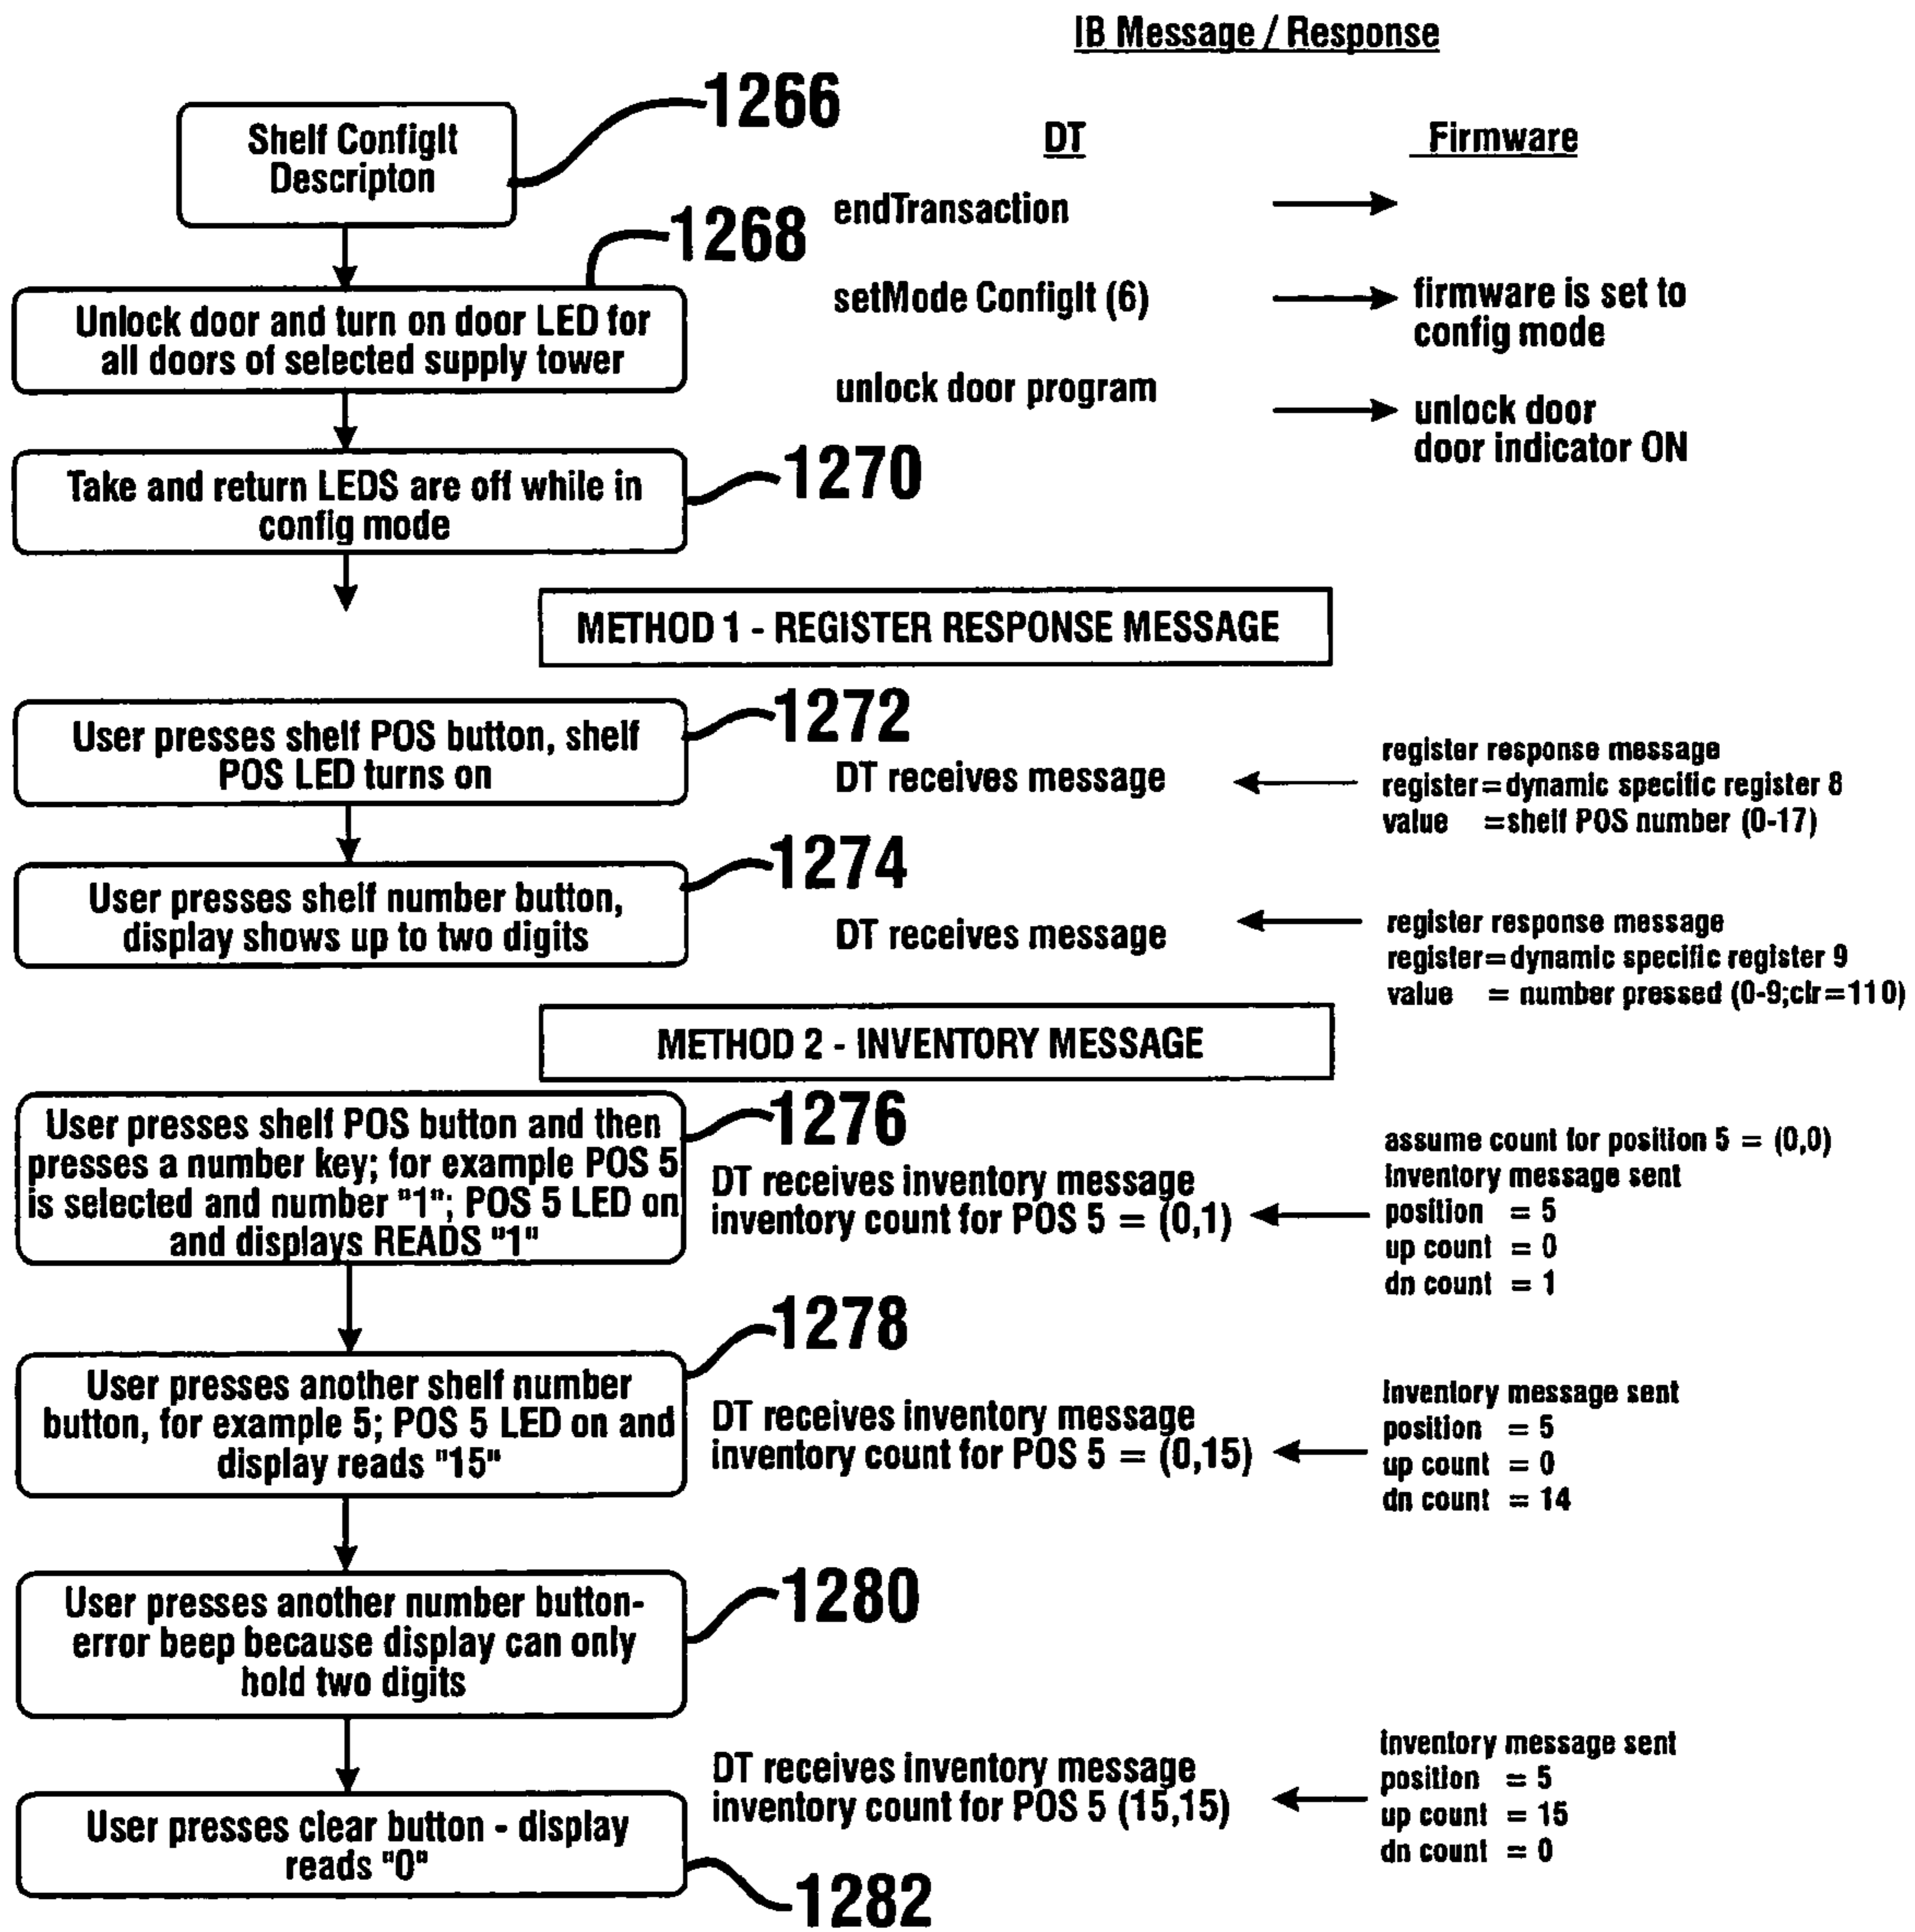 IB Message / Response
1266
Shelf ConfigIt
Descripton
DT
Firmware
endTransaction
1268
Unlock door and turn on door LED for
all doors of selected supply tower
setMode ConfigIt (6)
firmware is set to
config mode
unlock door program
unlock door
door indicator ON
1270
Take and return LEDS are off while in
config mode
METHOD 1 - REGISTER RESPONSE MESSAGE
1272
User presses shelf POS button, shelf
POS LED turns on
DT receives message
register response message
register=dynamic specific register 8
value =shelf POS number (0-17)
1274
User presses shelf number button,
display shows up to two digits
DT receives message
register response message
register=dynamic specific register 9
value = number pressed (0-9;clr=110)
METHOD 2 - INVENTORY MESSAGE
1276
User presses shelf POS button and then
presses a number key; for example POS 5
is selected and number "1"; POS 5 LED on
and displays READS "1"
DT receives inventory message
inventory count for POS 5 = (0,1)
assume count for position 5 = (0,0)
inventory message sent
position = 5
up count = 0
dn count = 1
1278
User presses another shelf number
button, for example 5; POS 5 LED on and
display reads "15"
DT receives inventory message
inventory count for POS 5 = (0,15)
inventory message sent
position = 5
up count = 0
dn count = 14
1280
User presses another number button-
error beep because display can only
hold two digits
DT receives inventory message
inventory count for POS 5 (15,15)
inventory message sent
position = 5
up count = 15
dn count = 0
User presses clear button - display
reads "0"
1282